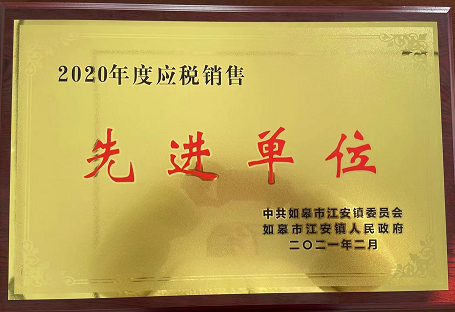 2020年度应税销售
先进单位
中共如皋市江安镇委员会
如皋市江安镇人民政府
二〇二一年二月